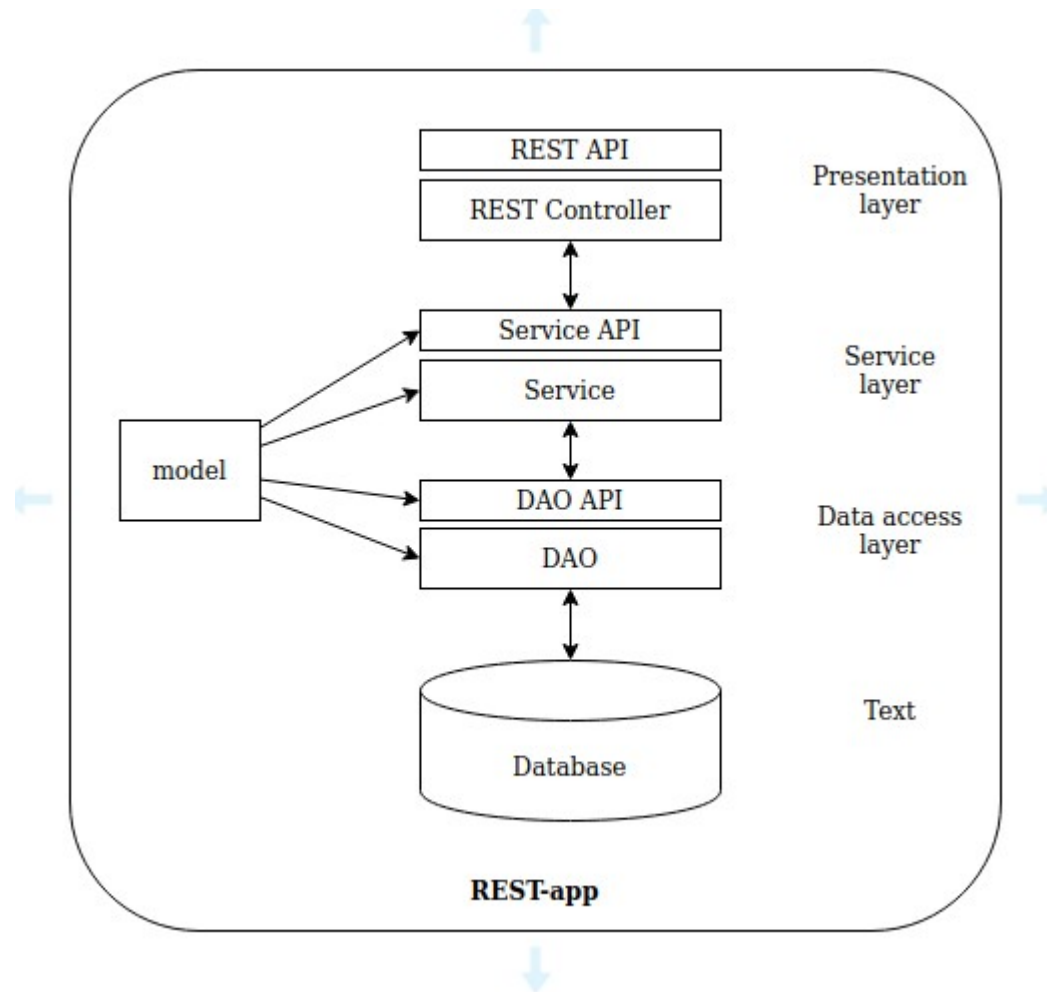 REST API
REST Controller
Presentation
layer
Service API
Service
Service
layer
model
DAO API
DAO
Data access
layer
Database
Text
REST-app